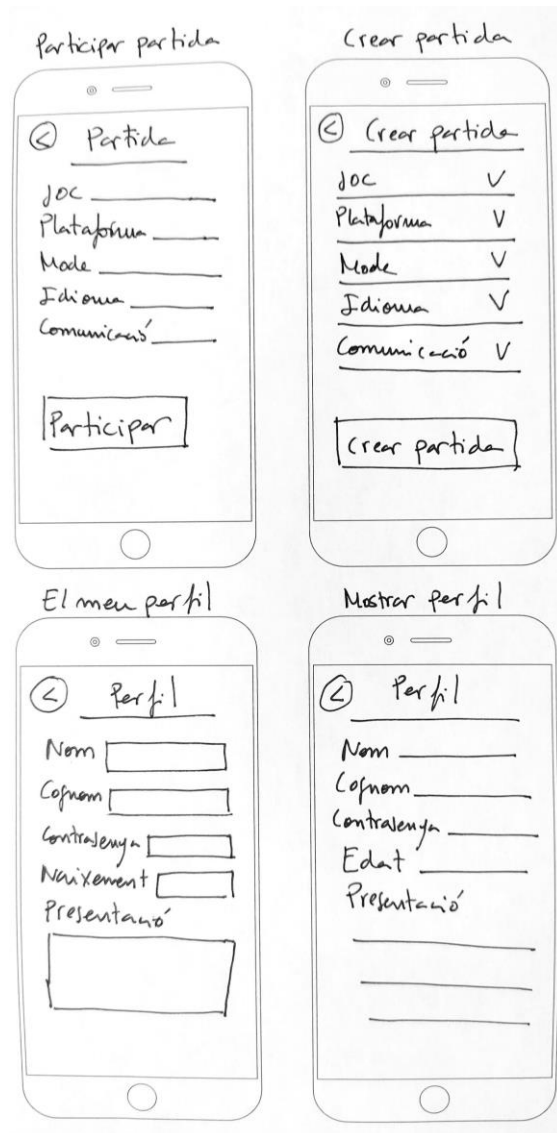 Participar partida
< Partida
Joc
Plataforma
Mode
Idioma
Comunicació
Participar
Crear partida
< Crear partida
Joc V
Plataforma V
Mode V
Idioma V
Comunicació V
Crear partida
El meu perfil
< Perfil
Nom
Cognom
Contrasenya
Naixement
Presentació
Mostrar perfil
< Perfil
Nom
Cognom
Contrasenya
Edat
Presentació